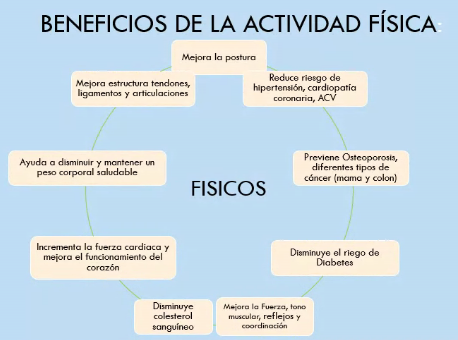 BENEFICIOS DE LA ACTIVIDAD FÍSICA:
Mejora la postura
Reduce riesgo de
hipertensión, cardiopatía
coronaria, ACV
Previene Osteoporosis,
diferentes tipos de
cáncer (mama y colon)
Disminuye el riego de
Diabetes
Mejora la Fuerza, tono
muscular, reflejos y
coordinación
Disminuye
colesterol
sanguíneo
Incrementa la fuerza cardiaca y
mejora el funcionamiento del
corazón
Ayuda a disminuir y mantener un
peso corporal saludable
Mejora estructura tendones,
ligamentos y articulaciones
FISICOS